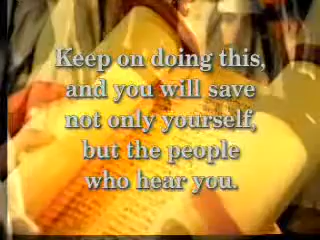 Keep on doing this,
and you will save
not only yourself,
but the people
who hear you.